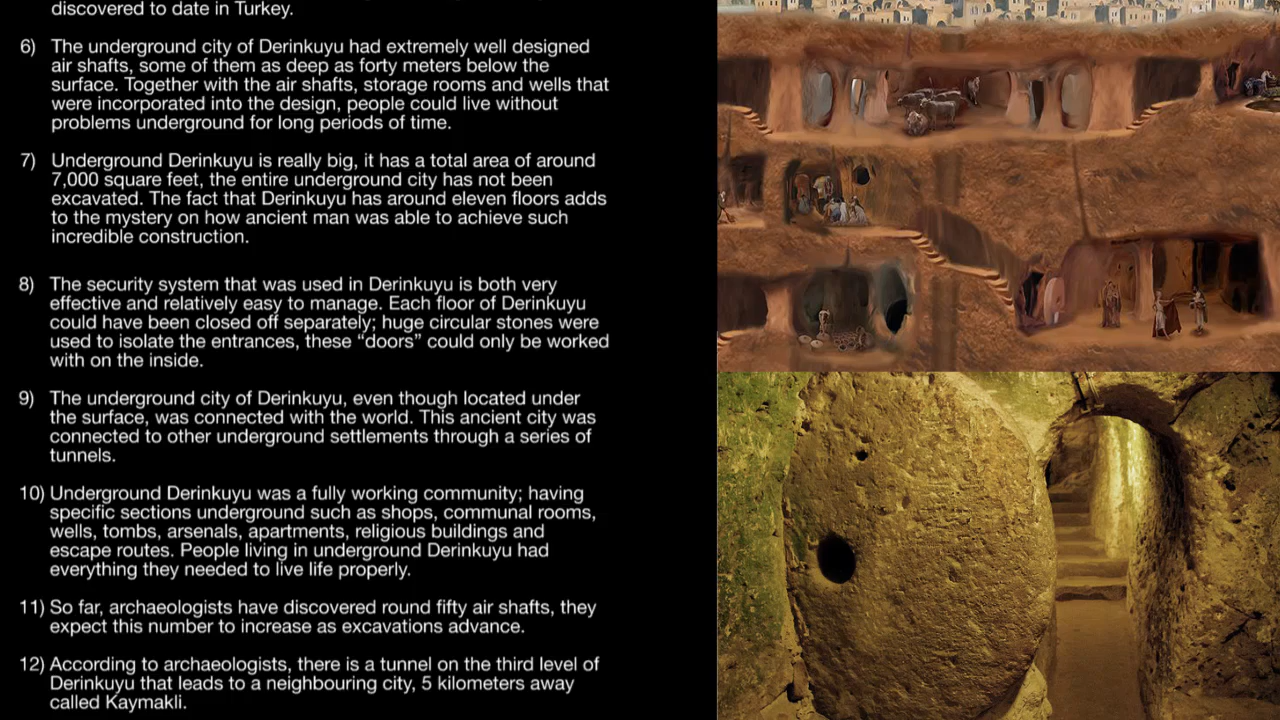 discovered to date in Turkey.
6) The underground city of Derinkuyu had extremely well designed
air shafts, some of them as deep as forty meters below the
surface. Together with the air shafts, storage rooms and wells that
were incorporated into the design, people could live without
problems underground for long periods of time.
7) Underground Derinkuyu is really big, it has a total area of around
7,000 square feet, the entire underground city has not been
excavated. The fact that Derinkuyu has around eleven floors adds
to the mystery on how ancient man was able to achieve such
incredible construction.
8) The security system that was used in Derinkuyu is both very
effective and relatively easy to manage. Each floor of Derinkuyu
could have been closed off separately; huge circular stones were
used to isolate the entrances, these “doors” could only be worked
with on the inside.
9) The underground city of Derinkuyu, even though located under
the surface, was connected with the world. This ancient city was
connected to other underground settlements through a series of
tunnels.
10) Underground Derinkuyu was a fully working community; having
specific sections underground such as shops, communal rooms,
wells, tombs, arsenals, apartments, religious buildings and
escape routes. People living in underground Derinkuyu had
everything they needed to live life properly.
11) So far, archaeologists have discovered round fifty air shafts, they
expect this number to increase as excavations advance.
12) According to archaeologists, there is a tunnel on the third level of
Derinkuyu that leads to a neighbouring city, 5 kilometers away
called Kaymakli.